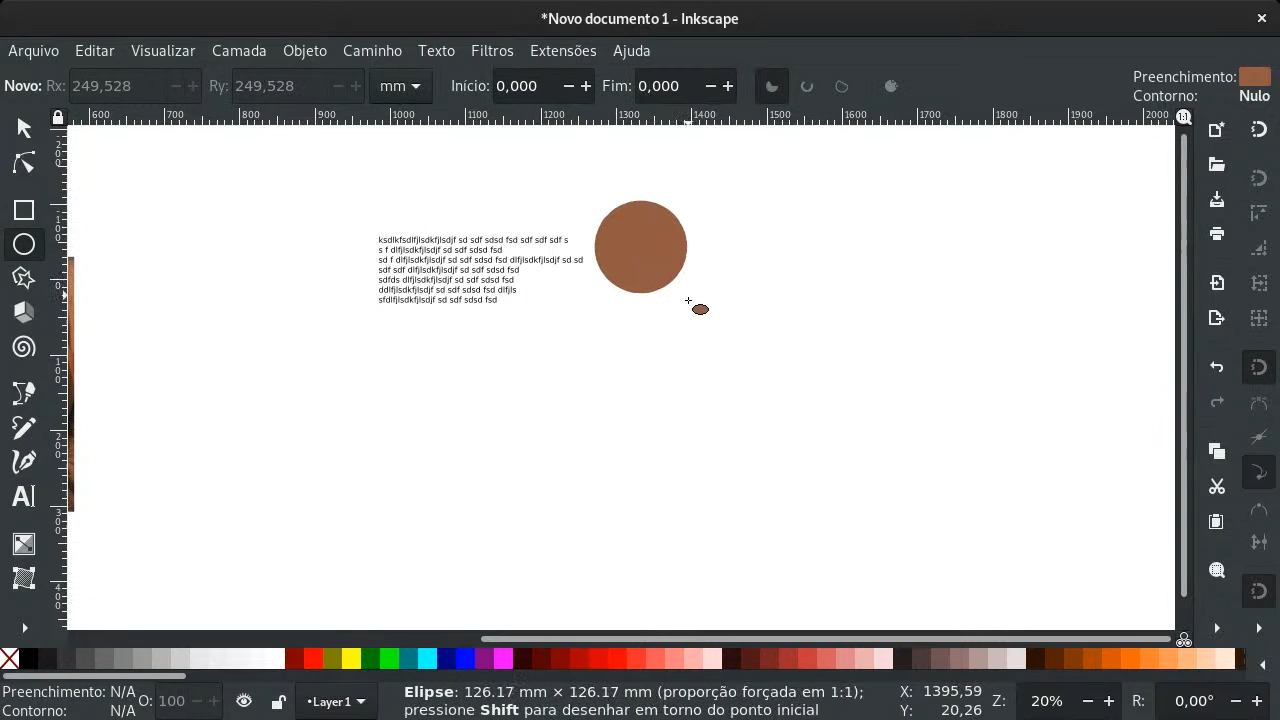 *Novo documento 1 - Inkscape
Arquivo Editar Visualizar Camada Objeto Caminho Texto Filtros Extensões Ajuda
Novo: Rx: 249,528 Ry: 249,528 mm Início: 0,000 Fim: 0,000
Preenchimento:
Contorno: Nulo
600 700 800 900 1000 1100 1200 1300 1400 1500 1600 1700 1800 1900 2000
1:1
ksdlkfsdlfjlsdkfjlsdjf sd sdf sdsd fsd sdf sdf sdf s
s f dlfjlsdkfjlsdjf sd sdf sdsd fsd
sd f dlfjlsdkfjlsdjf sd sdf sdsd fsd dlfjlsdkfjlsdjf sd sd
sdf sdf dlfjlsdkfjlsdjf sd sdf sdsd fsd
sdfds dlfjlsdkfjlsdjf sd sdf sdsd fsd
ddlfjlsdkfjlsdjf sd sdf sdsd fsd dlfjls
sfdlfjlsdkfjlsdjf sd sdf sdsd fsd
Preenchimento: N/A
Contorno: N/A
O: 100
•Layer1
Elipse: 126.17 mm × 126.17 mm (proporção forçada em 1:1);
pressione Shift para desenhar em torno do ponto inicial
X: 1395,59
Y: 20,26
Z: 20%
R: 0,00°